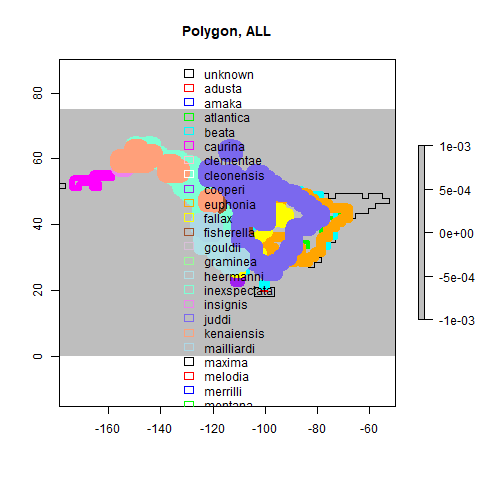 Polygon, ALL
unknown
adusta
amaka
atlantica
beata
caurina
clementae
cleonensis
cooperi
euphonia
fallax
fisherella
gouldii
graminea
heermanni
inexspectata
insignis
juddi
kenaiensis
mailliardi
maxima
melodia
merrilli
montana
80
60
40
20
0
-160
-140
-120
-100
-80
-60
1e-03
5e-04
0e+00
-5e-04
-1e-03